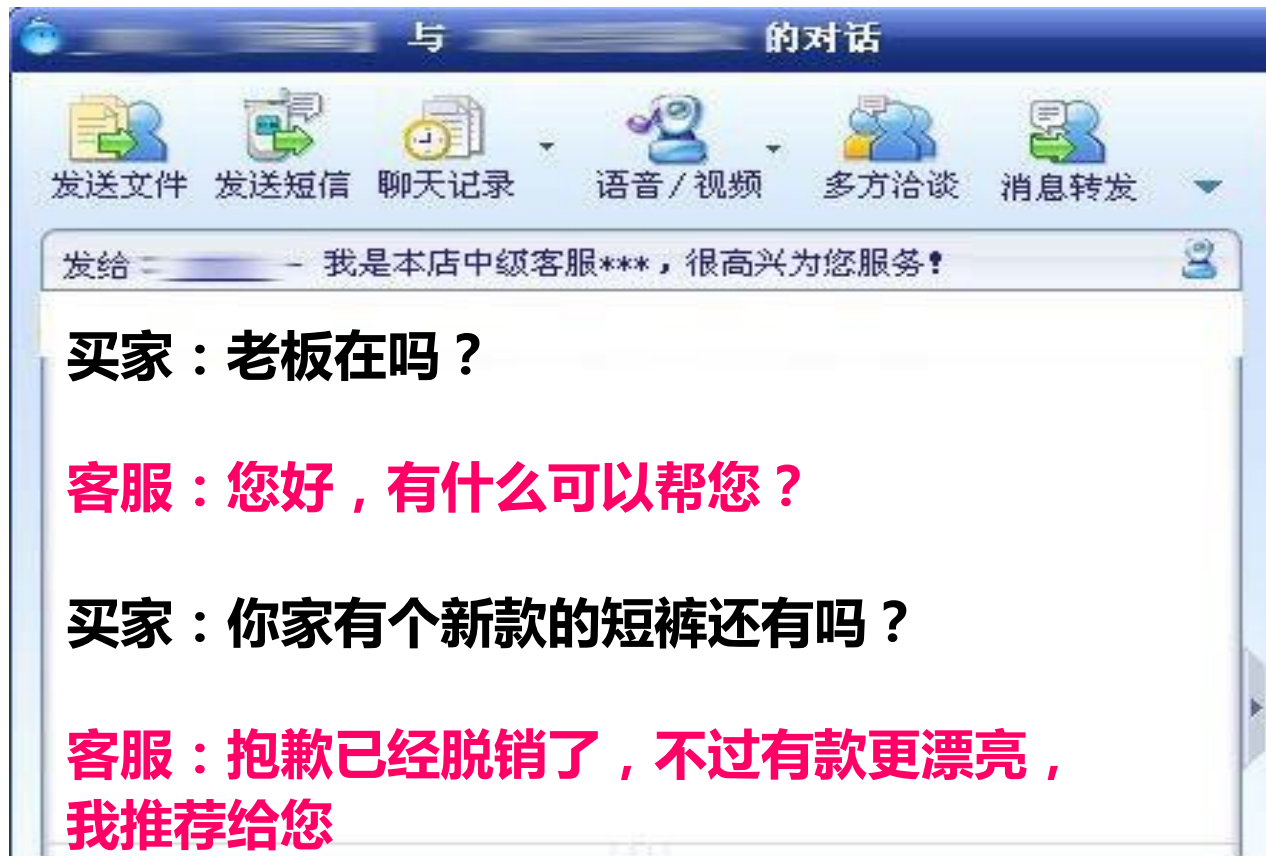 与 的对话
发送文件 发送短信 聊天记录 语音/视频 多方洽谈 消息转发
发给: - 我是本店中级客服***，很高兴为您服务!
买家：老板在吗？
客服：您好，有什么可以帮您？
买家：你家有个新款的短裤还有吗？
客服：抱歉已经脱销了，不过有款更漂亮，
我推荐给您